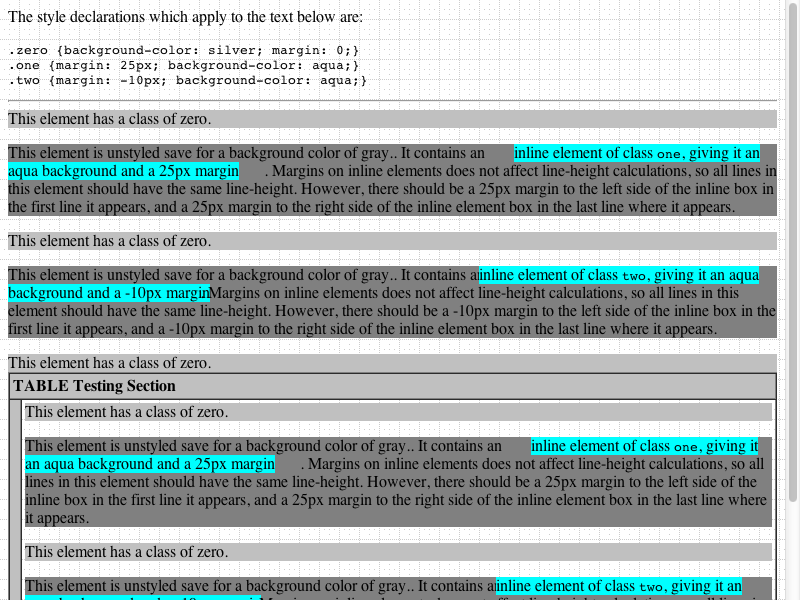 The style declarations which apply to the text below are:
.zero {background-color: silver; margin: 0;}
.one {margin: 25px; background-color: aqua;}
.two {margin: -10px; background-color: aqua;}
This element has a class of zero.
This element is unstyled save for a background color of gray.. It contains an inline element of class one, giving it an
aqua background and a 25px margin. Margins on inline elements does not affect line-height calculations, so all lines in
this element should have the same line-height. However, there should be a 25px margin to the left side of the inline box in
the first line it appears, and a 25px margin to the right side of the inline element box in the last line where it appears.
This element has a class of zero.
This element is unstyled save for a background color of gray.. It contains a inline element of class two, giving it an aqua
background and a -10px margin Margins on inline elements does not affect line-height calculations, so all lines in this
element should have the same line-height. However, there should be a -10px margin to the left side of the inline box in the
first line it appears, and a -10px margin to the right side of the inline element box in the last line where it appears.
This element has a class of zero.
TABLE Testing Section
This element has a class of zero.
This element is unstyled save for a background color of gray.. It contains an inline element of class one, giving it
an aqua background and a 25px margin. Margins on inline elements does not affect line-height calculations, so all
lines in this element should have the same line-height. However, there should be a 25px margin to the left side of the
inline box in the first line it appears, and a 25px margin to the right side of the inline element box in the last line where
it appears.
This element has a class of zero.
This element is unstyled save for a background color of gray.. It contains a inline element of class two, giving it an